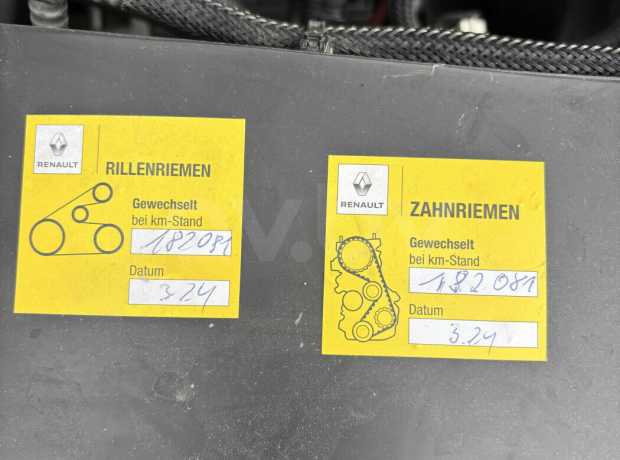 RENAULT
RILLENRIEMEN
Gewechselt
bei km-Stand
182081
Datum
3.24
RENAULT
ZAHNRIEMEN
Gewechselt
bei km-Stand
182081
Datum
3.24